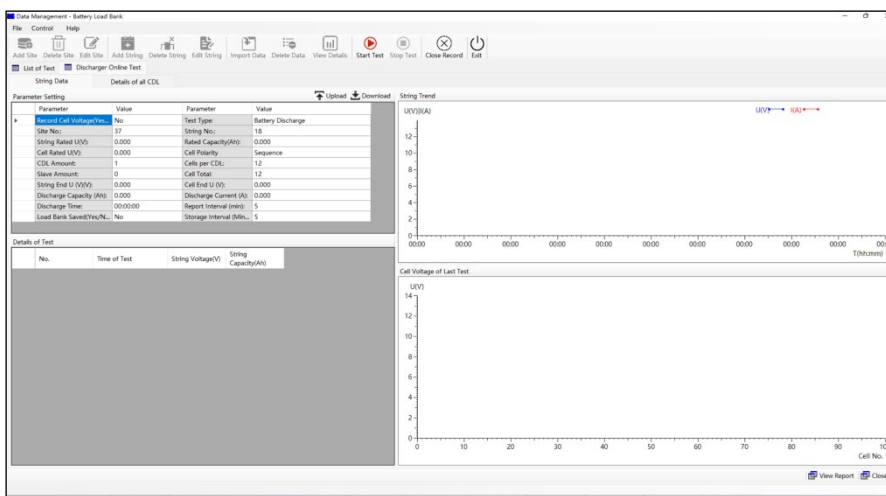 Data Management - Battery Load Bank
File Control Help
Add Site Delete Site Edit Site Add String Delete String Edit String Import Data Delete Data View Details Start Test Stop Test Close Record Exit
List of Test Discharger Online Test
String Data Details of all CDL
Parameter Setting Upload Download
Parameter Value Parameter Value
Record Cell Voltage(Yes... No Test Type: Battery Discharge
Site No.: 37 String No.: 18
String Rated U(V): 0.000 Rated Capacity(Ah): 0.000
Cell Rated U(V): 0.000 Cell Polarity Sequence
CDL Amount: 1 Cells per CDL: 12
Slave Amount: 0 Cell Total: 12
String End U (V)(V): 0.000 Cell End U (V): 0.000
Discharge Capacity (Ah): 0.000 Discharge Current (A): 0.000
Discharge Time: 00:00:00 Report Interval (min): 5
Load Bank Saved(Yes/N... No Storage Interval (Min... 5
Details of Test
No. Time of Test String Voltage(V) String Capacity(Ah)
String Trend
U(V)|I(A) U(V) I(A)
12
10
8
6
4
2
0
00:00 00:00 00:00 00:00 00:00 00:00 00:00 00:00 00:00 00:
T(hh:mm)
Cell Voltage of Last Test
U(V)
14
12
10
8
6
4
2
0
0 10 20 30 40 50 60 70 80 90 10
Cell No.
View Report Close